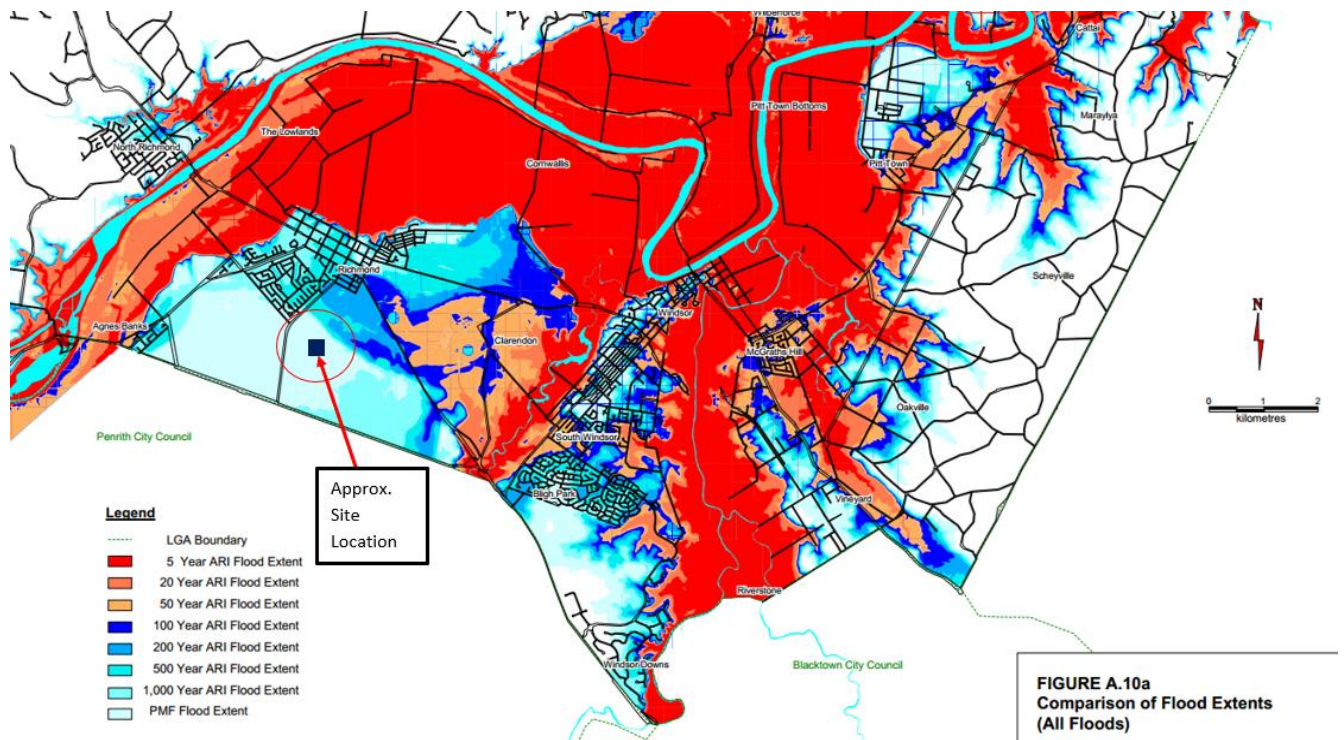 Wilberforce
Cattai
Pitt Town Bottoms
Maraylya
The Lowlands
North Richmond
Cornwallis
Pitt Town
Scheyville
Richmond
Agnes Banks
Clarendon
Windsor
McGraths Hill
Oakville
N
0 1 2
kilometres
Penrith City Council
South Windsor
Bligh Park
Vineyard
Approx.
Site
Location
Riverstone
Windsor Downs
Blacktown City Council
Legend
LGA Boundary
5 Year ARI Flood Extent
20 Year ARI Flood Extent
50 Year ARI Flood Extent
100 Year ARI Flood Extent
200 Year ARI Flood Extent
500 Year ARI Flood Extent
1,000 Year ARI Flood Extent
PMF Flood Extent
FIGURE A.10a
Comparison of Flood Extents
(All Floods)